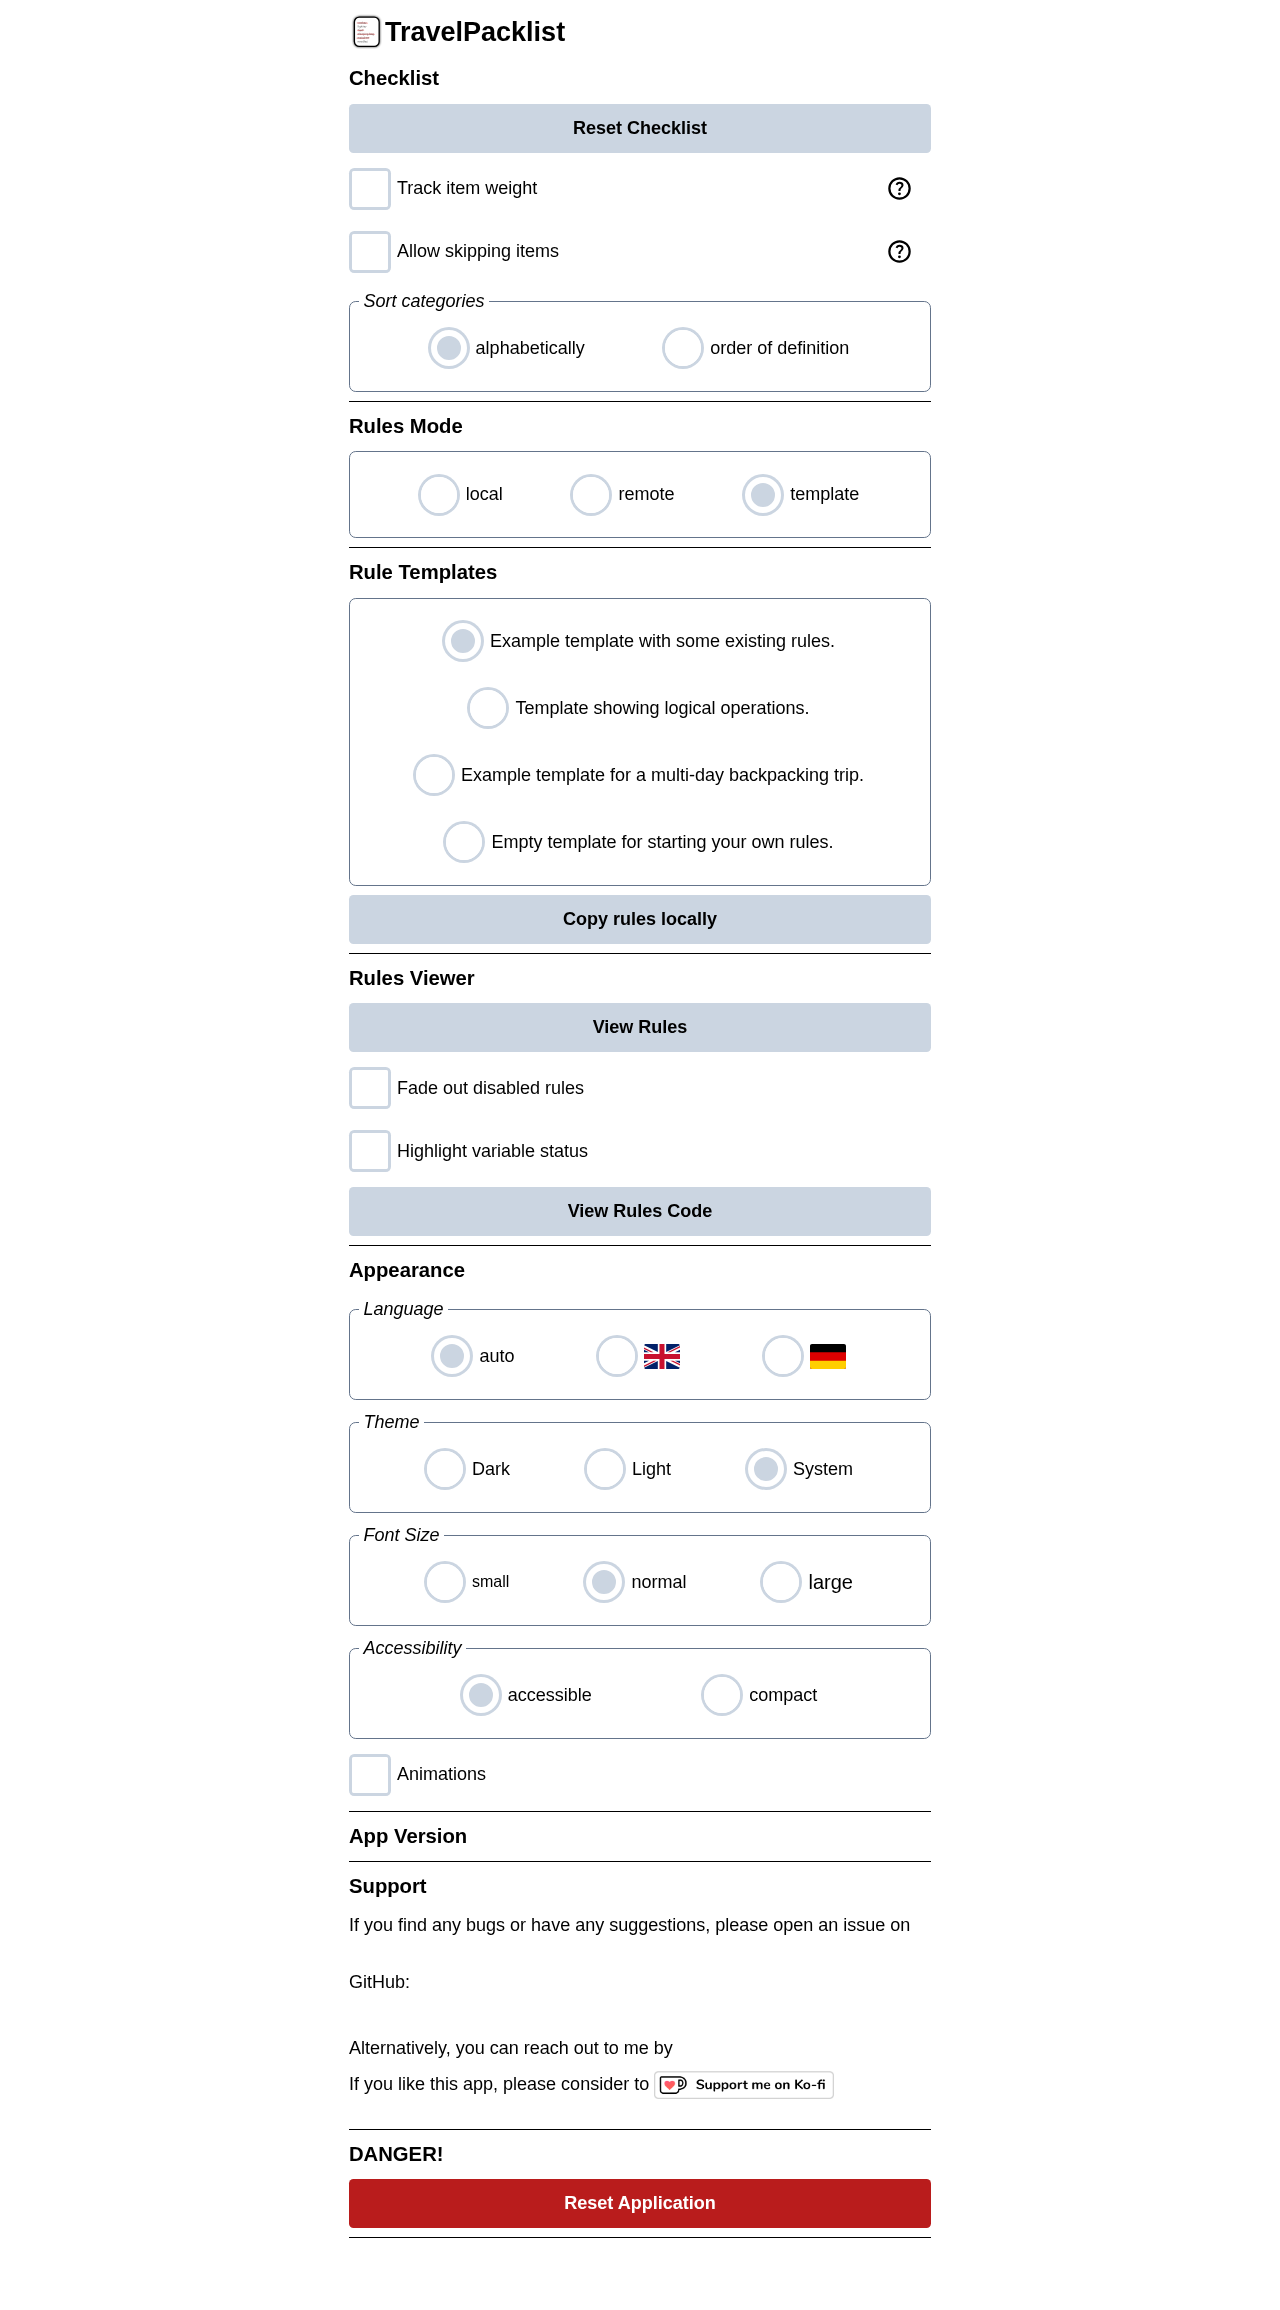 TravelPacklist
Checklist
Reset Checklist
Track item weight
Allow skipping items
Sort categories
alphabetically order of definition
Rules Mode
local remote template
Rule Templates
Example template with some existing rules.
Template showing logical operations.
Example template for a multi-day backpacking trip.
Empty template for starting your own rules.
Copy rules locally
Rules Viewer
View Rules
Fade out disabled rules
Highlight variable status
View Rules Code
Appearance
Language
auto
Theme
Dark Light System
Font Size
small normal large
Accessibility
accessible compact
Animations
App Version
Support
If you find any bugs or have any suggestions, please open an issue on
GitHub:
Alternatively, you can reach out to me by
If you like this app, please consider to Support me on Ko-fi
DANGER!
Reset Application